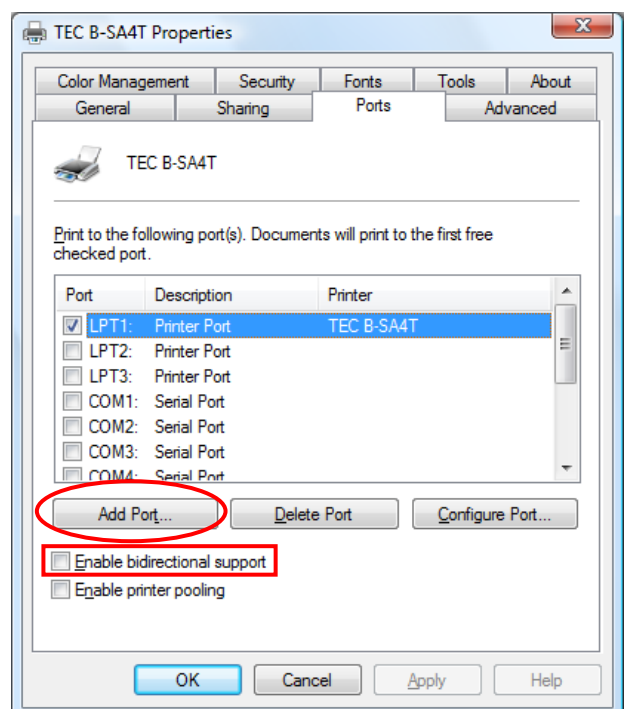 TEC B-SA4T Properties
Color Management Security Fonts Tools About
General Sharing Ports Advanced
TEC B-SA4T
Print to the following port(s). Documents will print to the first free
checked port.
Port Description Printer
LPT1: Printer Port TEC B-SA4T
LPT2: Printer Port
LPT3: Printer Port
COM1: Serial Port
COM2: Serial Port
COM3: Serial Port
COM4: Serial Port
Add Port... Delete Port Configure Port...
Enable bidirectional support
Enable printer pooling
OK Cancel Apply Help